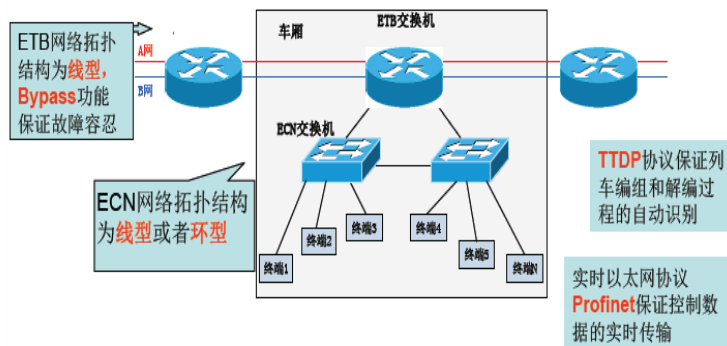 ETB网络拓扑
结构为线型，
Bypass功能
保证故障容忍
A网
B网
车厢
ETB交换机
ECN交换机
ECN网络拓扑结构
为线型或者环型
终端1
终端2
终端3
终端4
终端5
终端N
TTDP协议保证列
车编组和解编过
程的自动识别
实时以太网协议
Profinet保证控制数
据的实时传输